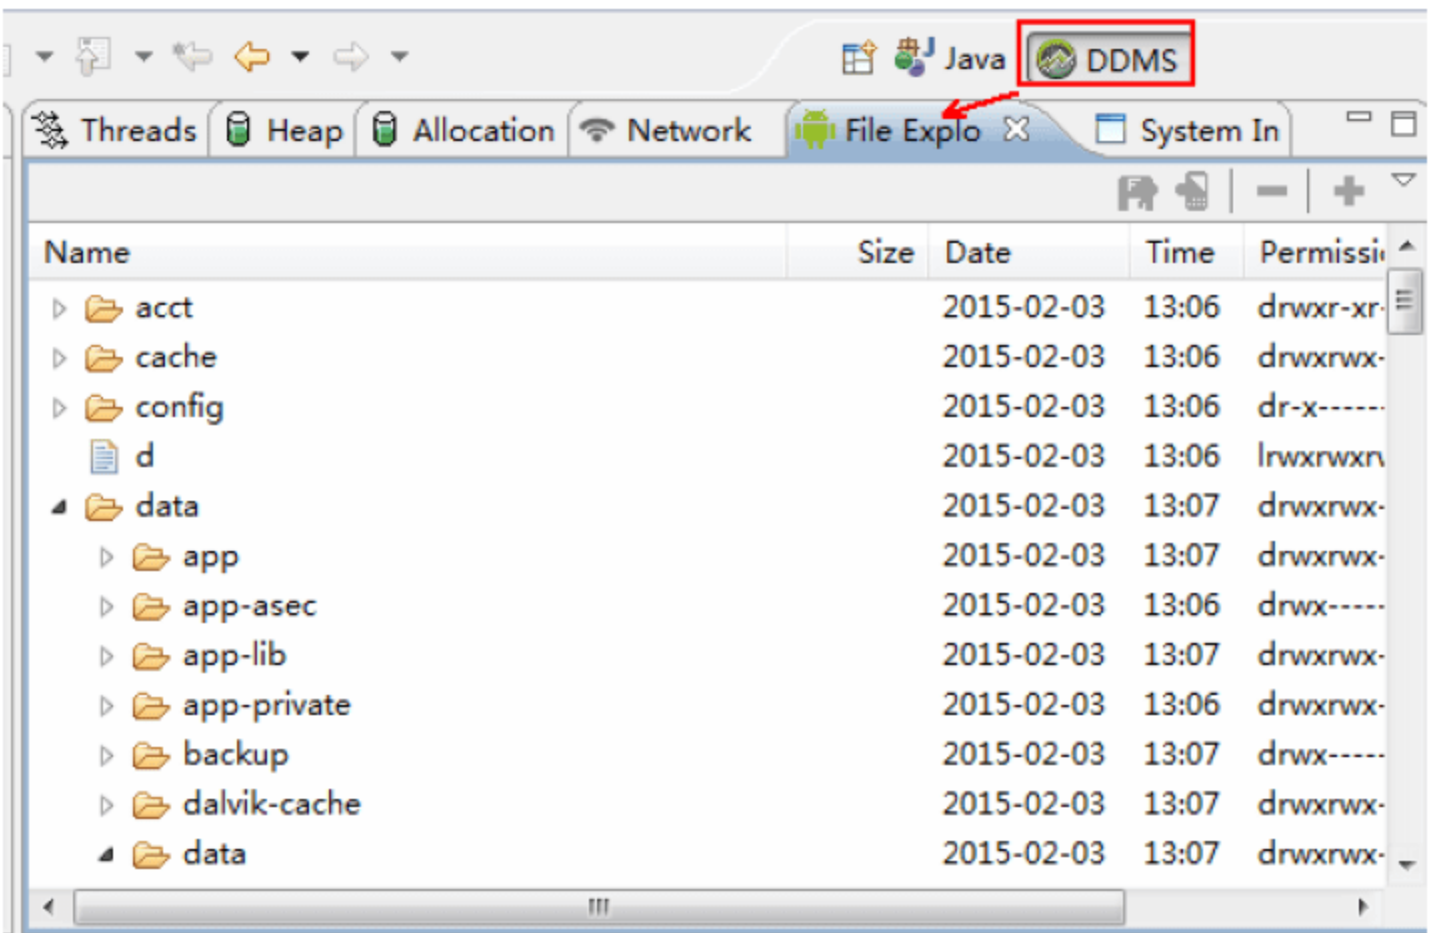 Java DDMS
Threads Heap Allocation Network File Explo System In
Name Size Date Time Permissi
acct 2015-02-03 13:06 drwxr-xr-
cache 2015-02-03 13:06 drwxrwx-
config 2015-02-03 13:06 dr-x------
d 2015-02-03 13:06 lrwxrwxrw
data 2015-02-03 13:07 drwxrwx-
app 2015-02-03 13:07 drwxrwx-
app-asec 2015-02-03 13:06 drwx-----
app-lib 2015-02-03 13:07 drwxrwx-
app-private 2015-02-03 13:06 drwxrwx-
backup 2015-02-03 13:07 drwx-----
dalvik-cache 2015-02-03 13:07 drwxrwx-
data 2015-02-03 13:07 drwxrwx-